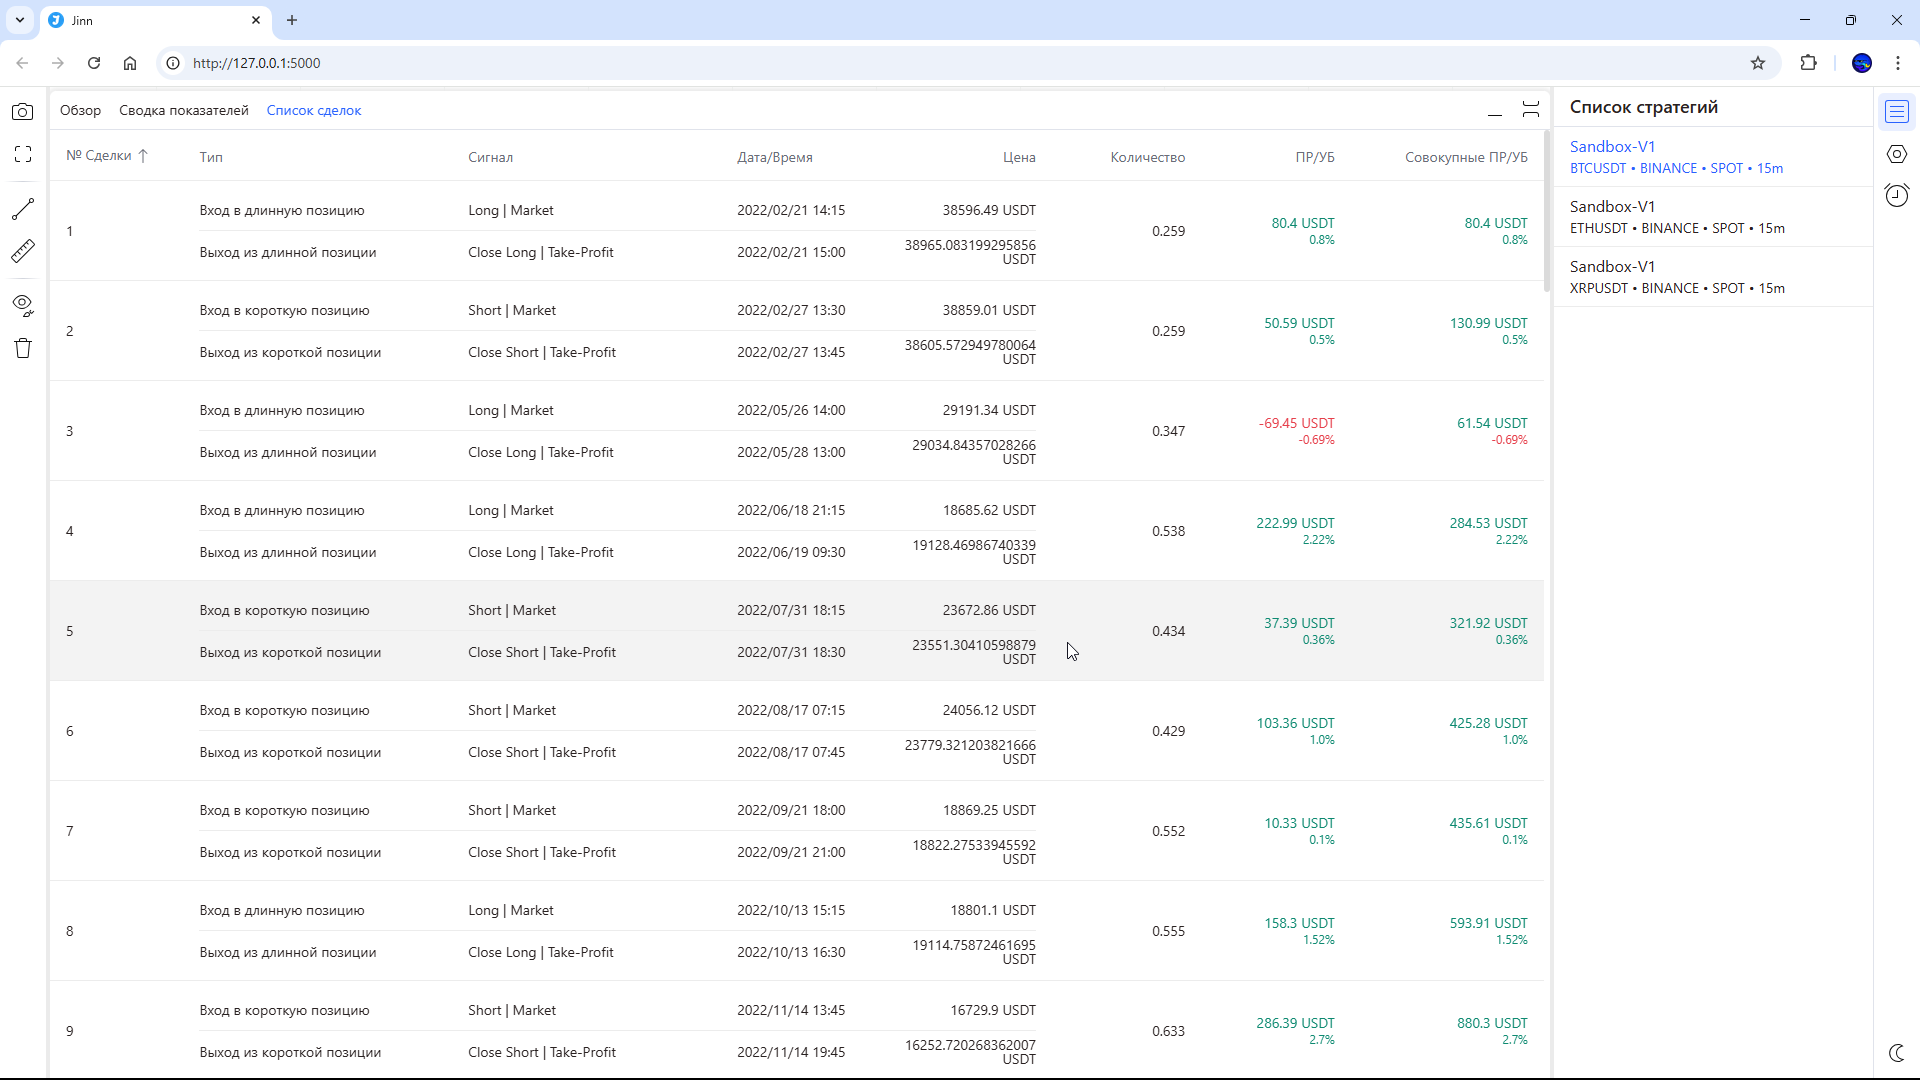 Jinn
http://127.0.0.1:5000
Обзор Сводка показателей Список сделок
№ Сделки Тип Сигнал Дата/Время Цена Количество ПР/УБ Совокупные ПР/УБ
1
Вход в длинную позицию Long | Market 2022/02/21 14:15 38596.49 USDT
Выход из длинной позиции Close Long | Take-Profit 2022/02/21 15:00 38965.083199295856
USDT
0.259
80.4 USDT
0.8%
80.4 USDT
0.8%
2
Вход в короткую позицию Short | Market 2022/02/27 13:30 38859.01 USDT
Выход из короткой позиции Close Short | Take-Profit 2022/02/27 13:45 38605.572949780064
USDT
0.259
50.59 USDT
0.5%
130.99 USDT
0.5%
3
Вход в длинную позицию Long | Market 2022/05/26 14:00 29191.34 USDT
Выход из длинной позиции Close Long | Take-Profit 2022/05/28 13:00 29034.84357028266
USDT
0.347
-69.45 USDT
-0.69%
61.54 USDT
-0.69%
4
Вход в длинную позицию Long | Market 2022/06/18 21:15 18685.62 USDT
Выход из длинной позиции Close Long | Take-Profit 2022/06/19 09:30 19128.46986740339
USDT
0.538
222.99 USDT
2.22%
284.53 USDT
2.22%
5
Вход в короткую позицию Short | Market 2022/07/31 18:15 23672.86 USDT
Выход из короткой позиции Close Short | Take-Profit 2022/07/31 18:30 23551.30410598879
USDT
0.434
37.39 USDT
0.36%
321.92 USDT
0.36%
6
Вход в короткую позицию Short | Market 2022/08/17 07:15 24056.12 USDT
Выход из короткой позиции Close Short | Take-Profit 2022/08/17 07:45 23779.321203821666
USDT
0.429
103.36 USDT
1.0%
425.28 USDT
1.0%
7
Вход в короткую позицию Short | Market 2022/09/21 18:00 18869.25 USDT
Выход из короткой позиции Close Short | Take-Profit 2022/09/21 21:00 18822.27533945592
USDT
0.552
10.33 USDT
0.1%
435.61 USDT
0.1%
8
Вход в длинную позицию Long | Market 2022/10/13 15:15 18801.1 USDT
Выход из длинной позиции Close Long | Take-Profit 2022/10/13 16:30 19114.75872461695
USDT
0.555
158.3 USDT
1.52%
593.91 USDT
1.52%
9
Вход в короткую позицию Short | Market 2022/11/14 13:45 16729.9 USDT
Выход из короткой позиции Close Short | Take-Profit 2022/11/14 19:45 16252.720268362007
USDT
0.633
286.39 USDT
2.7%
880.3 USDT
2.7%
Список стратегий
Sandbox-V1
BTCUSDT • BINANCE • SPOT • 15m
Sandbox-V1
ETHUSDT • BINANCE • SPOT • 15m
Sandbox-V1
XRPUSDT • BINANCE • SPOT • 15m